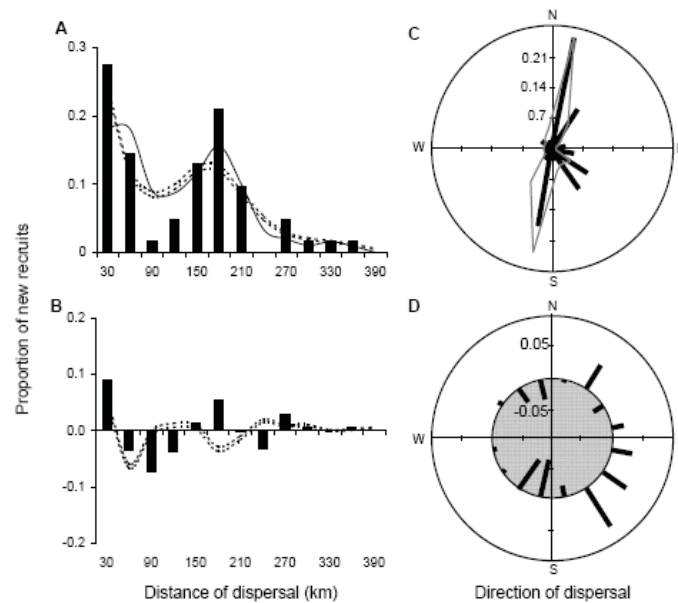 Proportion of new recruits
A
0.3
0.2
0.1
0
30 90 150 210 270 330 390
B
0.2
0.1
0.0
-0.1
-0.2
30 90 150 210 270 330 390
Distance of dispersal (km)
C
N
0.21
0.14
0.7
W
S
D
N
0.05
-0.05
W
S
Direction of dispersal